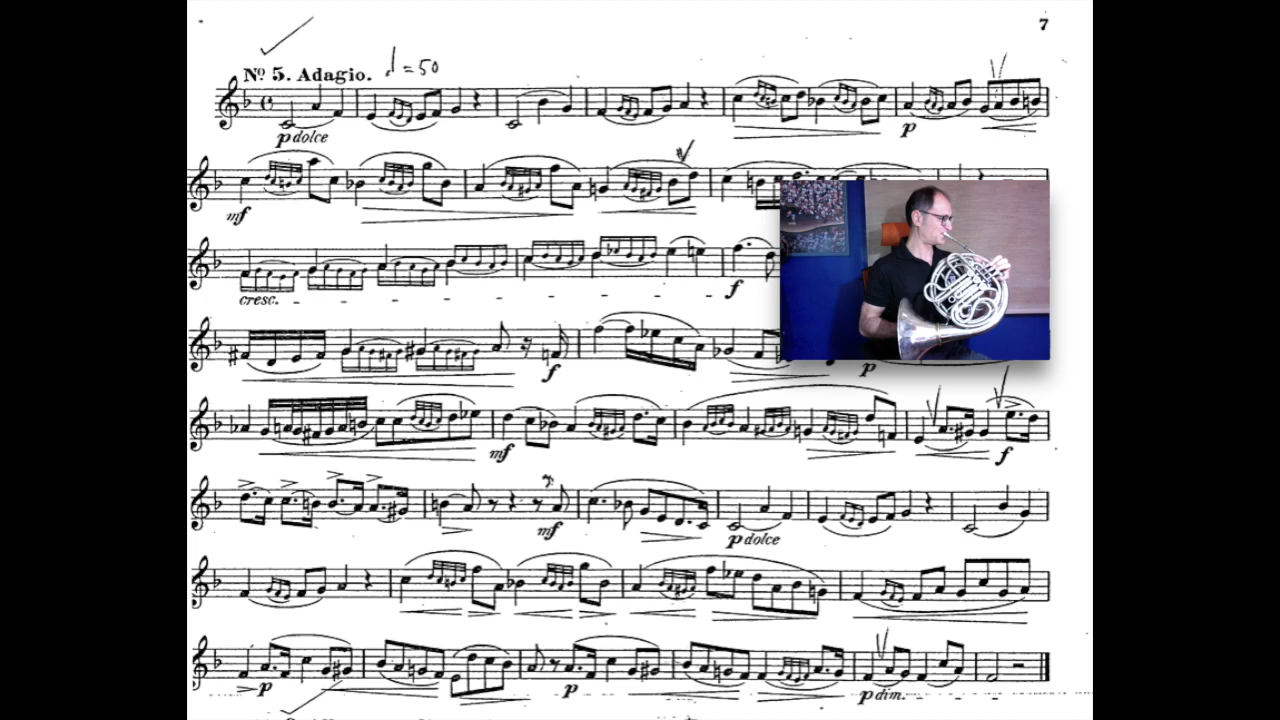 7
Nº 5. Adagio. ♩=50
p dolce
p
mf
cresc.
f
f
p
mf
f
mf
p dolce
p
p
p dim.